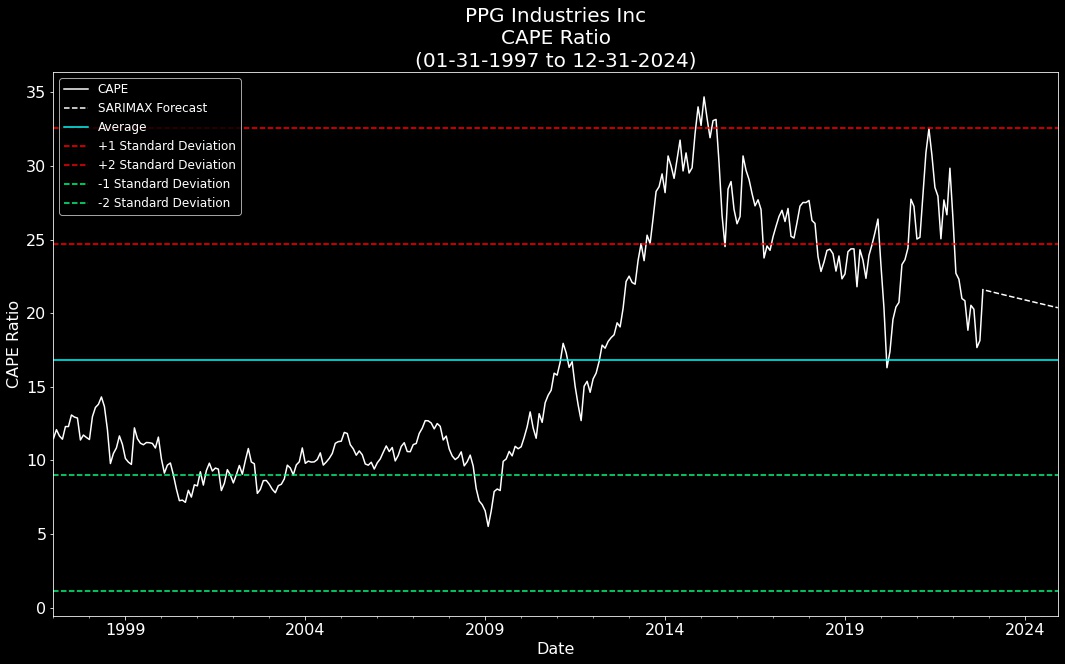 PPG Industries Inc
CAPE Ratio
(01-31-1997 to 12-31-2024)
CAPE
SARIMAX Forecast
Average
+1 Standard Deviation
+2 Standard Deviation
-1 Standard Deviation
-2 Standard Deviation
CAPE Ratio
35
30
25
20
15
10
5
0
1999 2004 2009 2014 2019 2024
Date